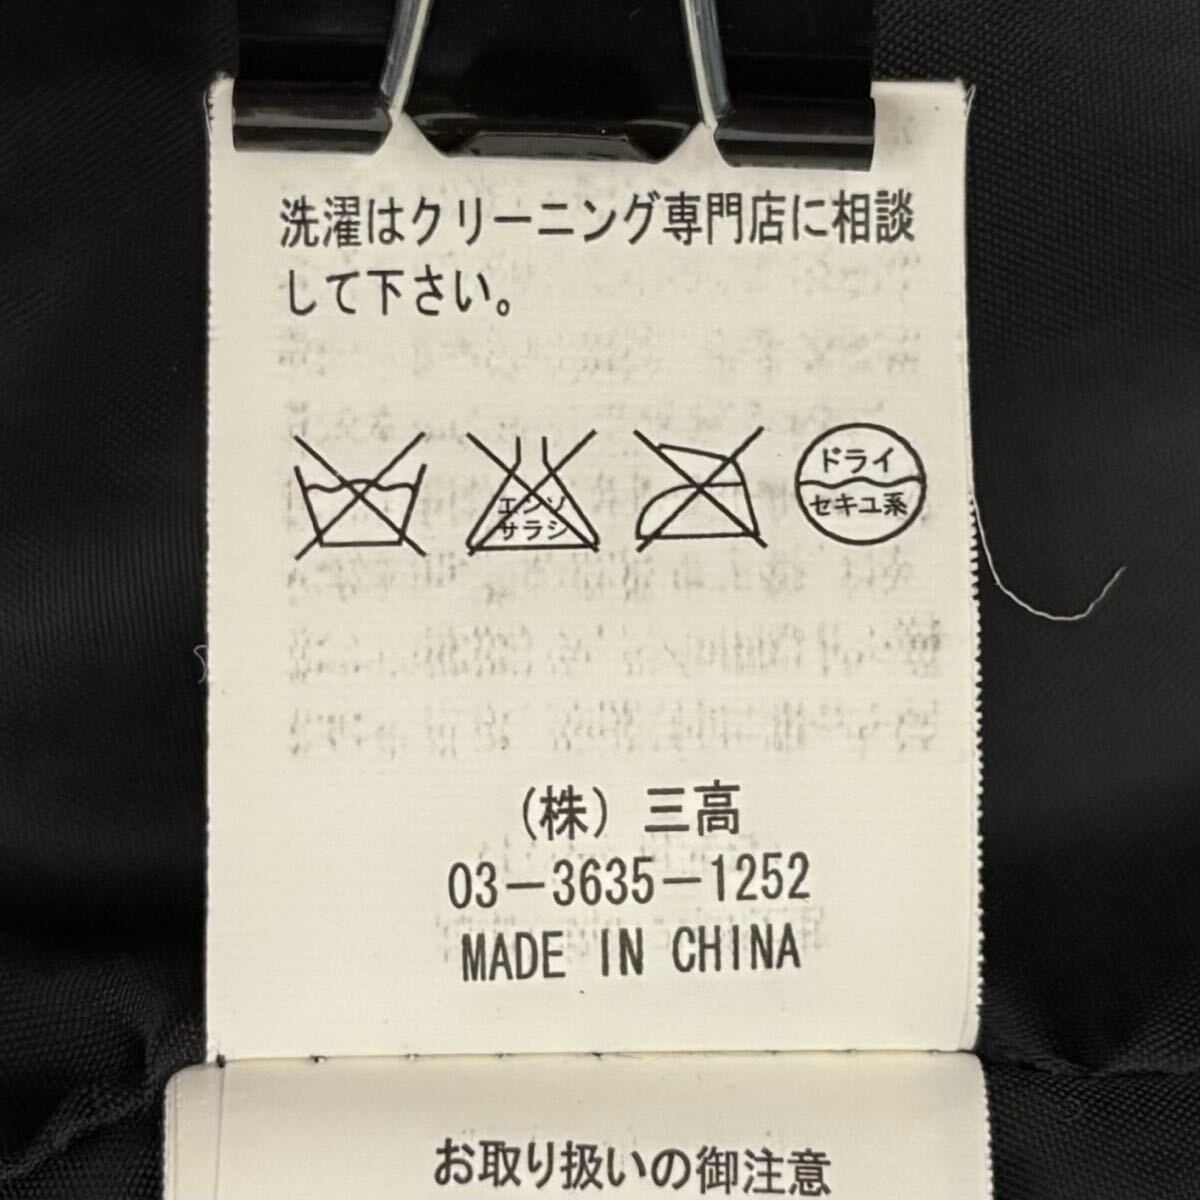 洗濯はクリーニング専門店に相談
して下さい。
エンソ
サラシ
ドライ
セキユ系
(株) 三高
03-3635-1252
MADE IN CHINA
お取り扱いの御注意